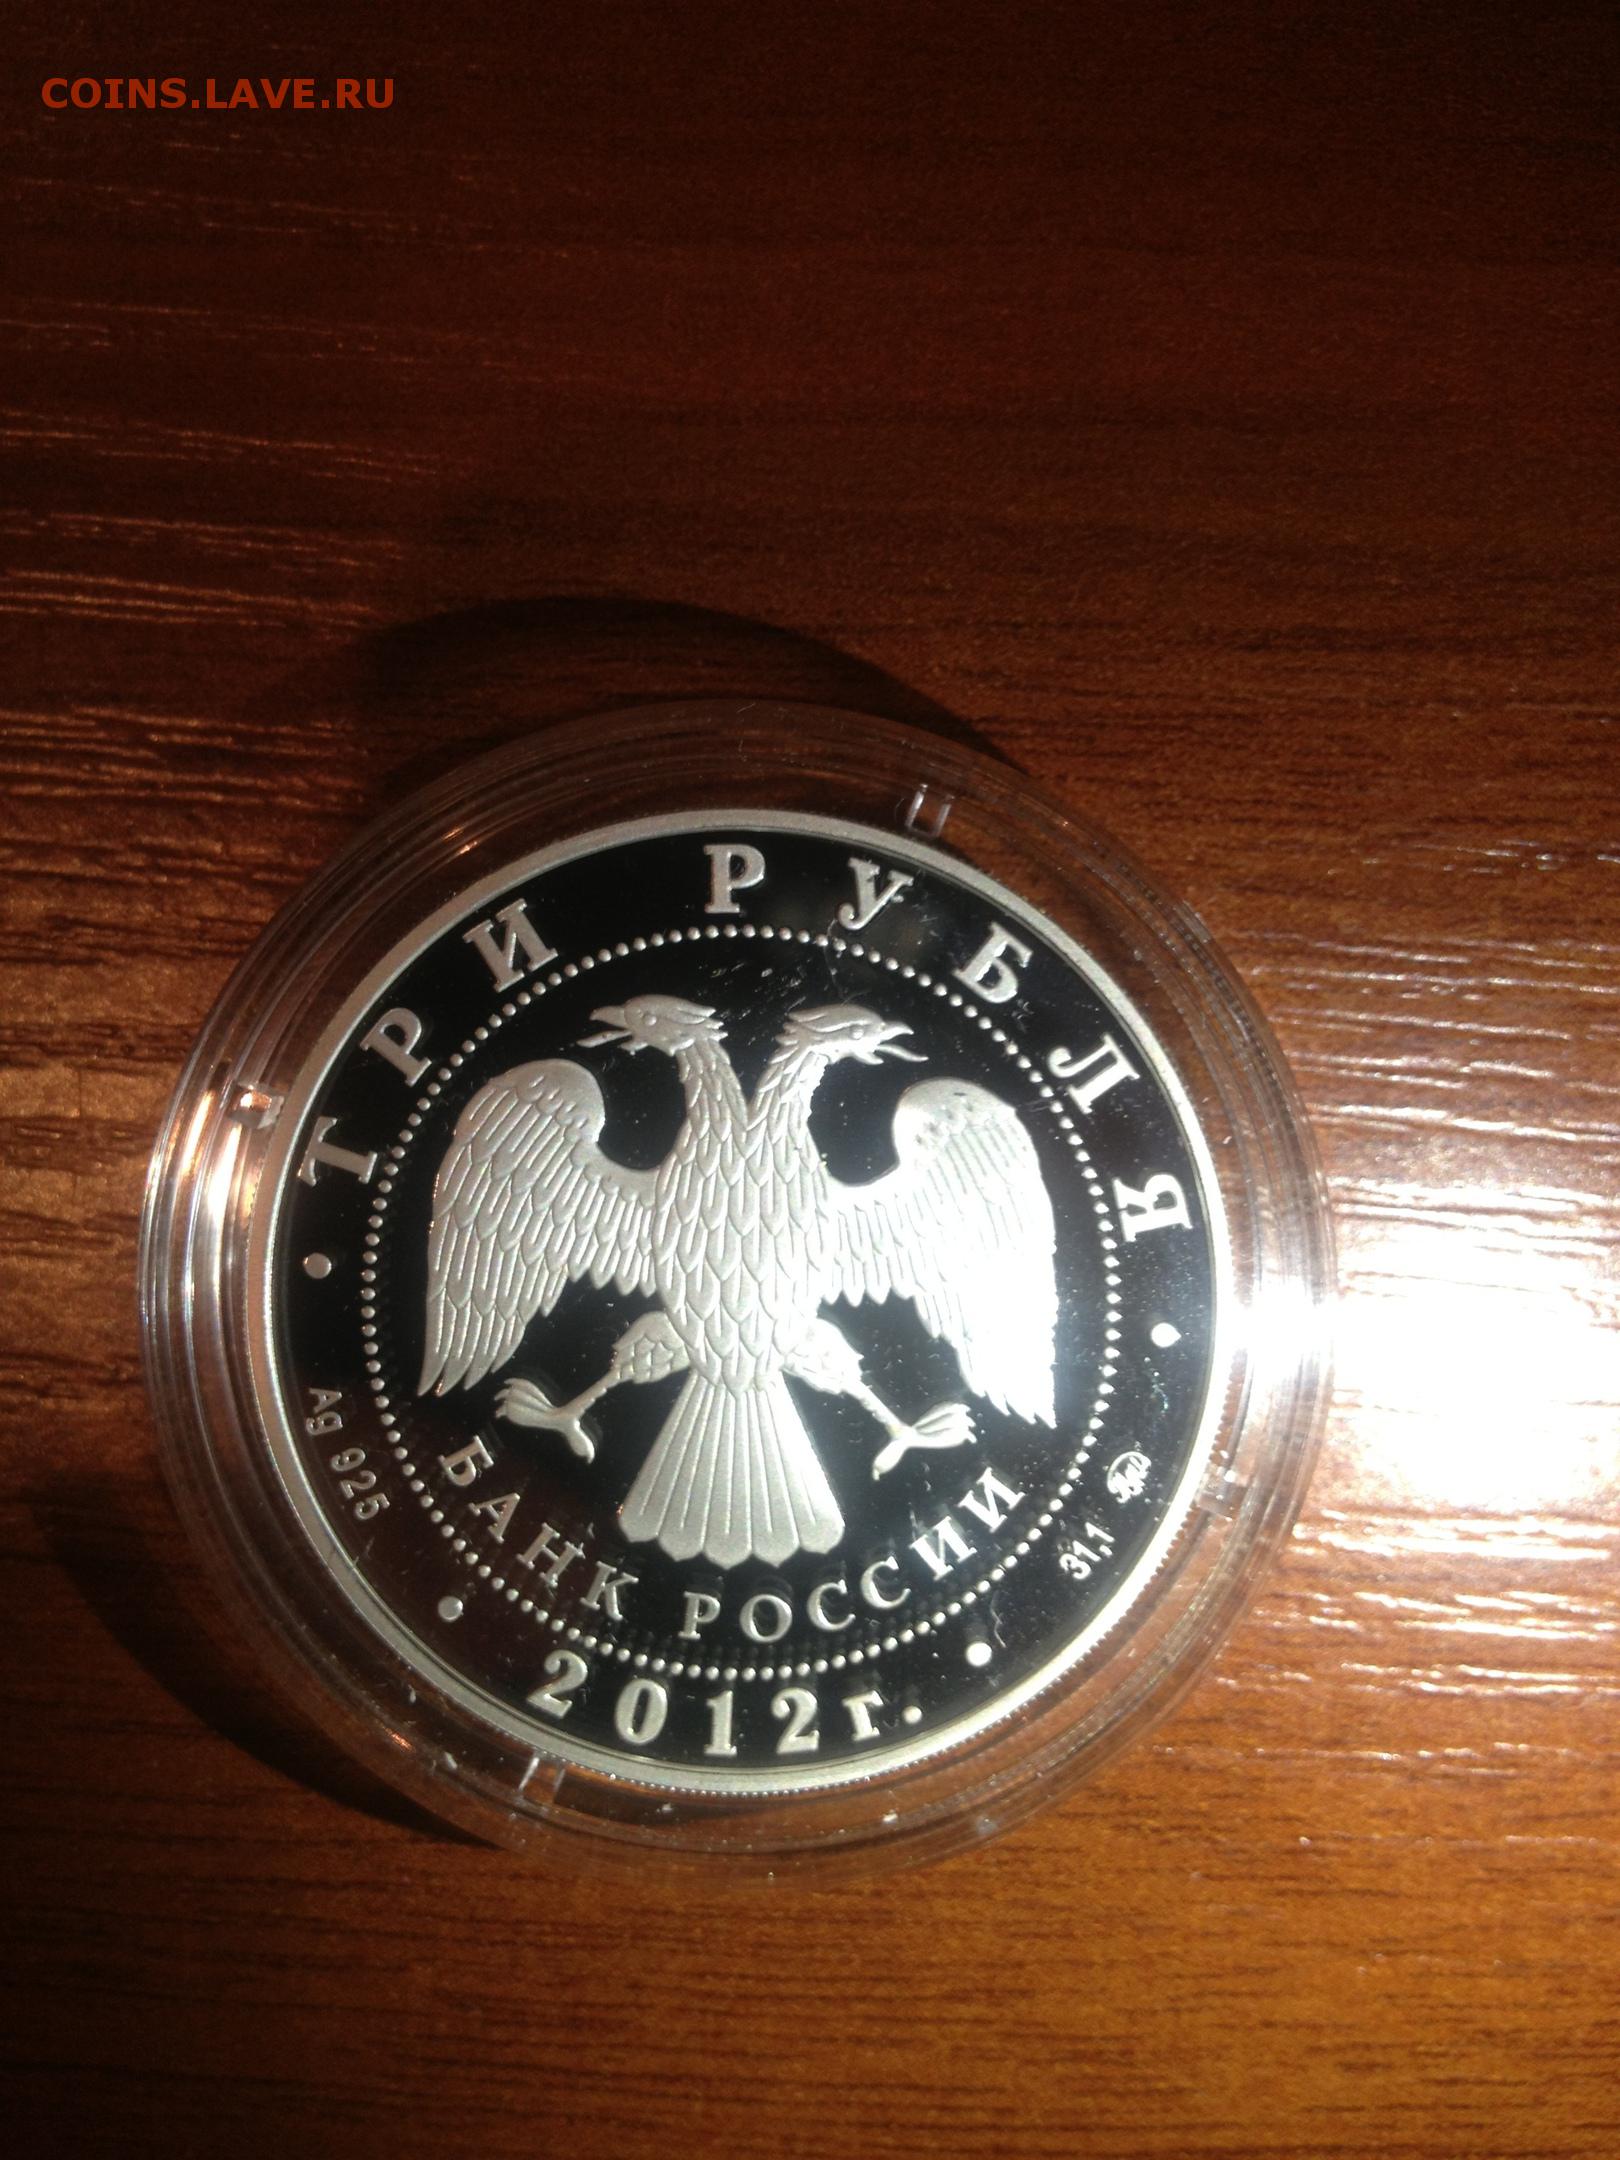 COINS.LAVE.RU
ТРИ РУБЛЯ
Ag 925
БАНК РОССИИ
31,1
2012 г.